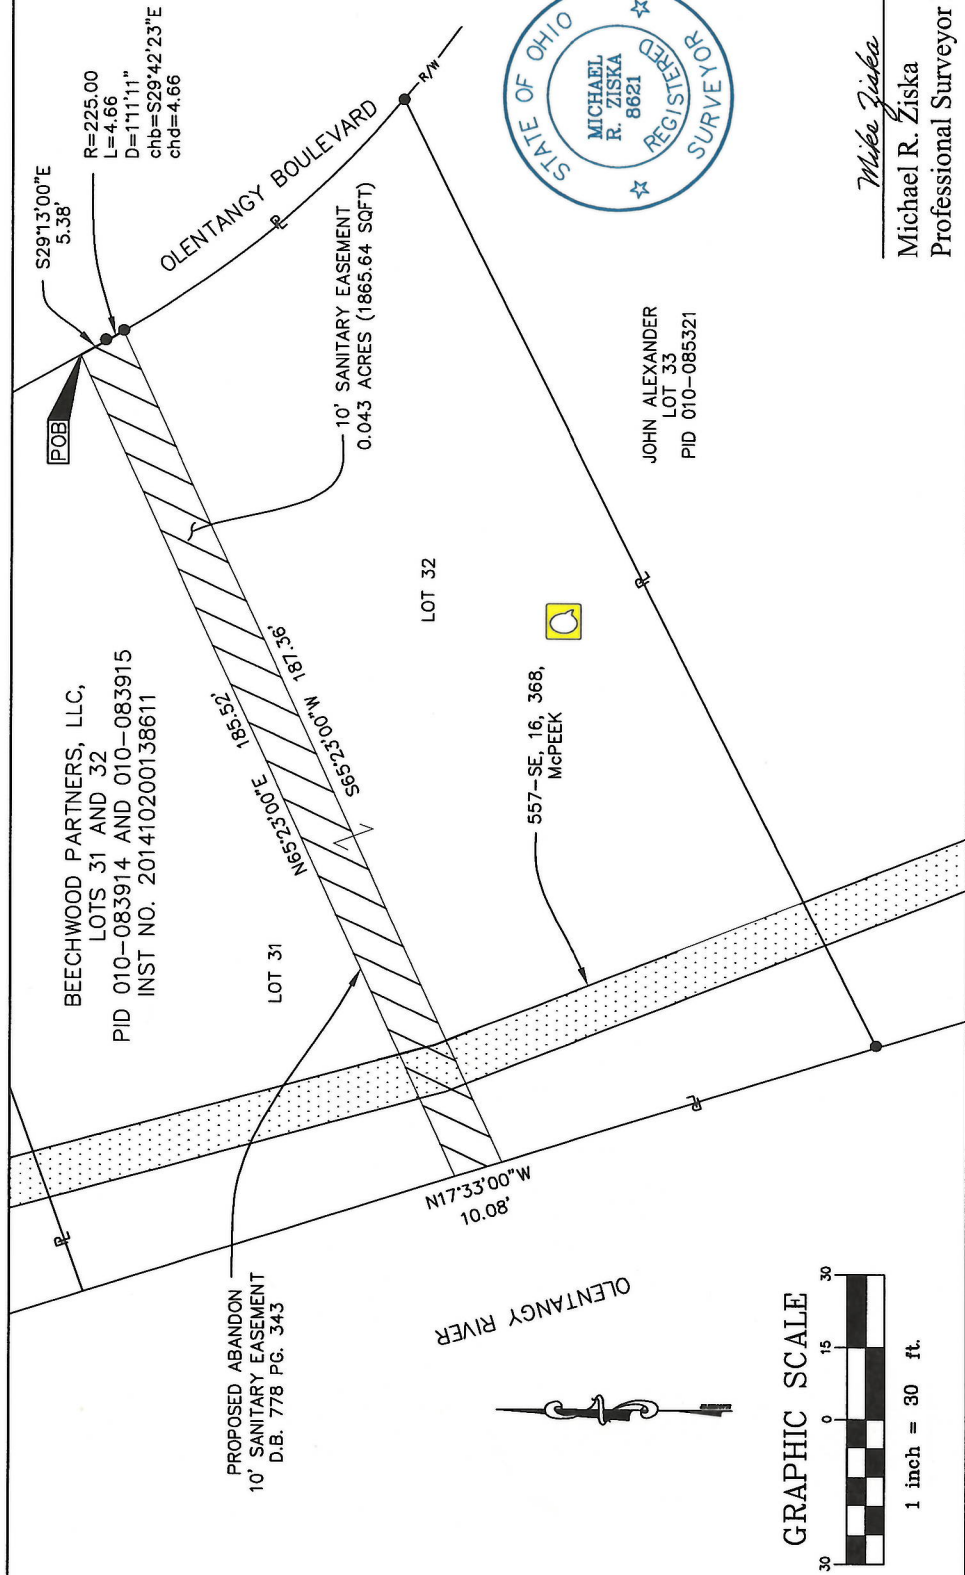 S29°13'00"E
5.38'
R=225.00
L=4.66
D=1°11'11"
chb=S29°42'23"E
chd=4.66
POB
OLENTANGY BOULEVARD
R/W
BEECHWOOD PARTNERS, LLC,
LOTS 31 AND 32
PID 010-083914 AND 010-083915
INST NO. 201410200138611
10' SANITARY EASEMENT
0.043 ACRES (1865.64 SQFT)
N65°23'00"E 185.52'
S65°23'00"W 187.36'
LOT 31
LOT 32
557-SE, 16, 368,
McPEEK
JOHN ALEXANDER
LOT 33
PID 010-085321
PROPOSED ABANDON
10' SANITARY EASEMENT
D.B. 778 PG. 343
N17°33'00"W
10.08'
OLENTANGY RIVER
GRAPHIC SCALE
30 0 15 30
1 inch = 30 ft.
STATE OF OHIO
MICHAEL
R. ZISKA
8621
REGISTERED
SURVEYOR
Mike Ziska
Michael R. Ziska
Professional Surveyor